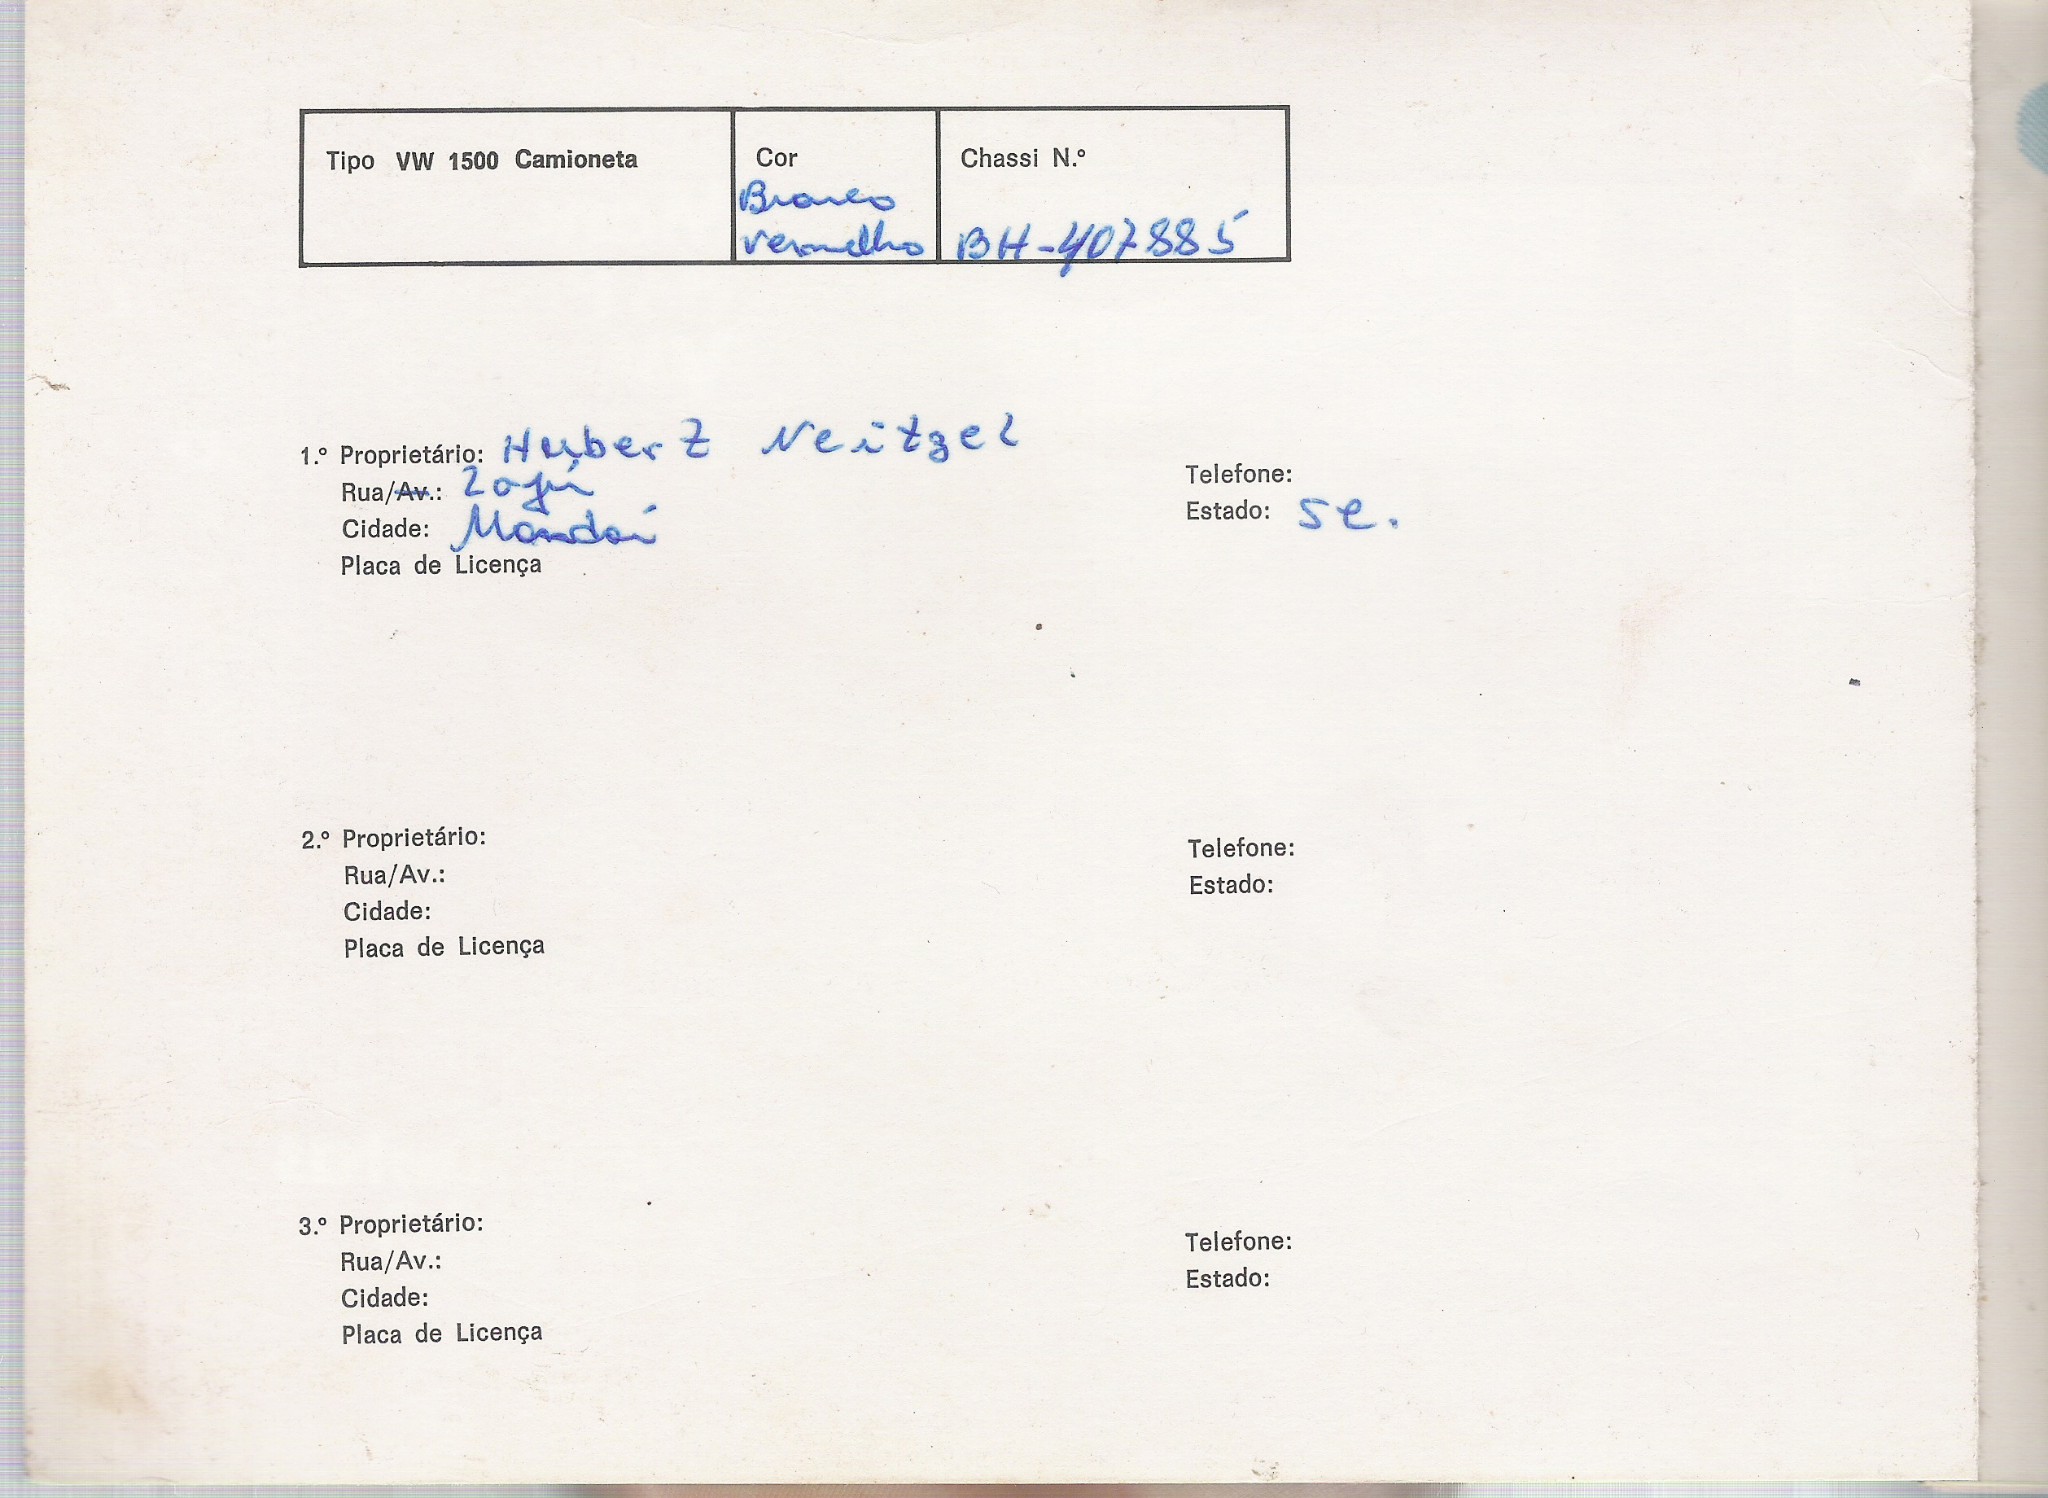 Tipo VW 1500 Camioneta
Cor
Branco
Vermelho
Chassi N.º
BH-407885
1.º Proprietário: Herbert Neitzel
Rua/Av.:
Cidade: Mondaí
Placa de Licença
Telefone:
Estado: SC.
2.º Proprietário:
Rua/Av.:
Cidade:
Placa de Licença
Telefone:
Estado:
3.º Proprietário:
Rua/Av.:
Cidade:
Placa de Licença
Telefone:
Estado: